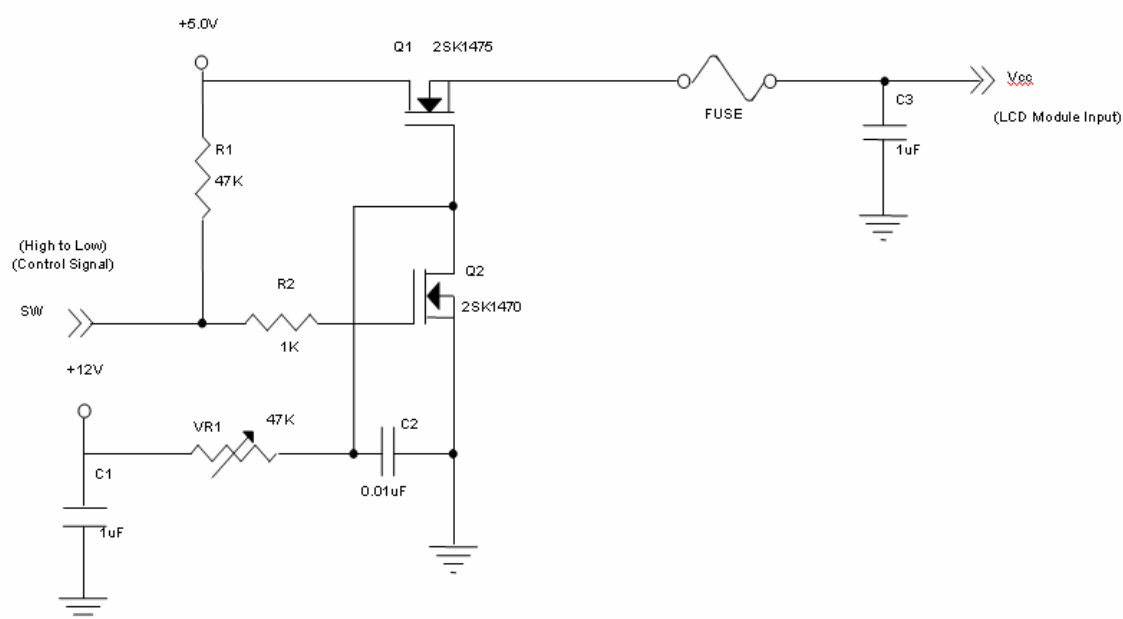 +5.0V
Q1
2SK1475
FUSE
Vcc
(LCD Module Input)
C3
1uF
R1
47K
(High to Low)
(Control Signal)
SW
R2
1K
Q2
2SK1470
+12V
VR1
47K
C2
0.01uF
C1
1uF